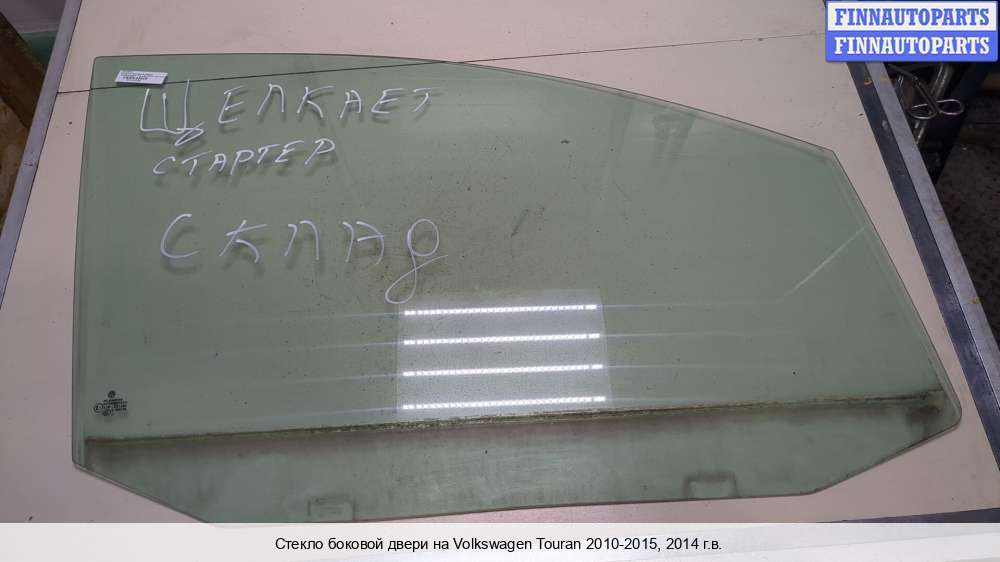 FINNAUTOPARTS
FINNAUTOPARTS
ЩЕЛКАЕТ
СТАРТЕР
СКЛАД
Стекло боковой двери на Volkswagen Touran 2010-2015, 2014 г.в.